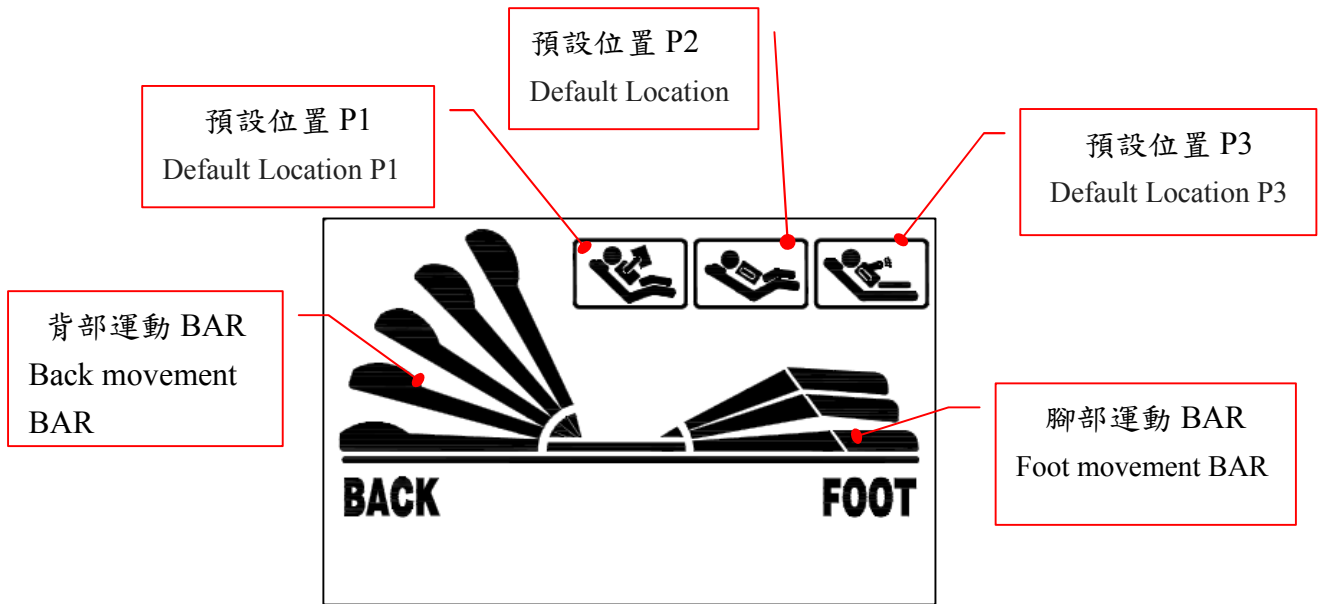 預設位置 P2
Default Location
預設位置 P1
Default Location P1
預設位置 P3
Default Location P3
背部運動 BAR
Back movement
BAR
腳部運動 BAR
Foot movement BAR
BACK
FOOT